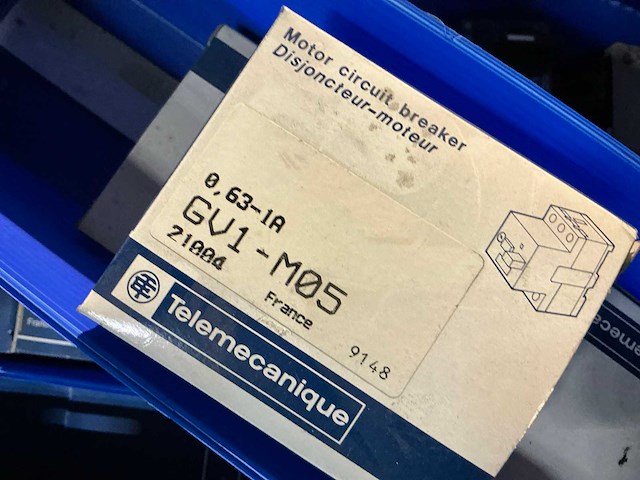 Motor circuit breaker
Disjoncteur-moteur
0,63-1A
GV1-M05
21004
France
9148
Telemecanique